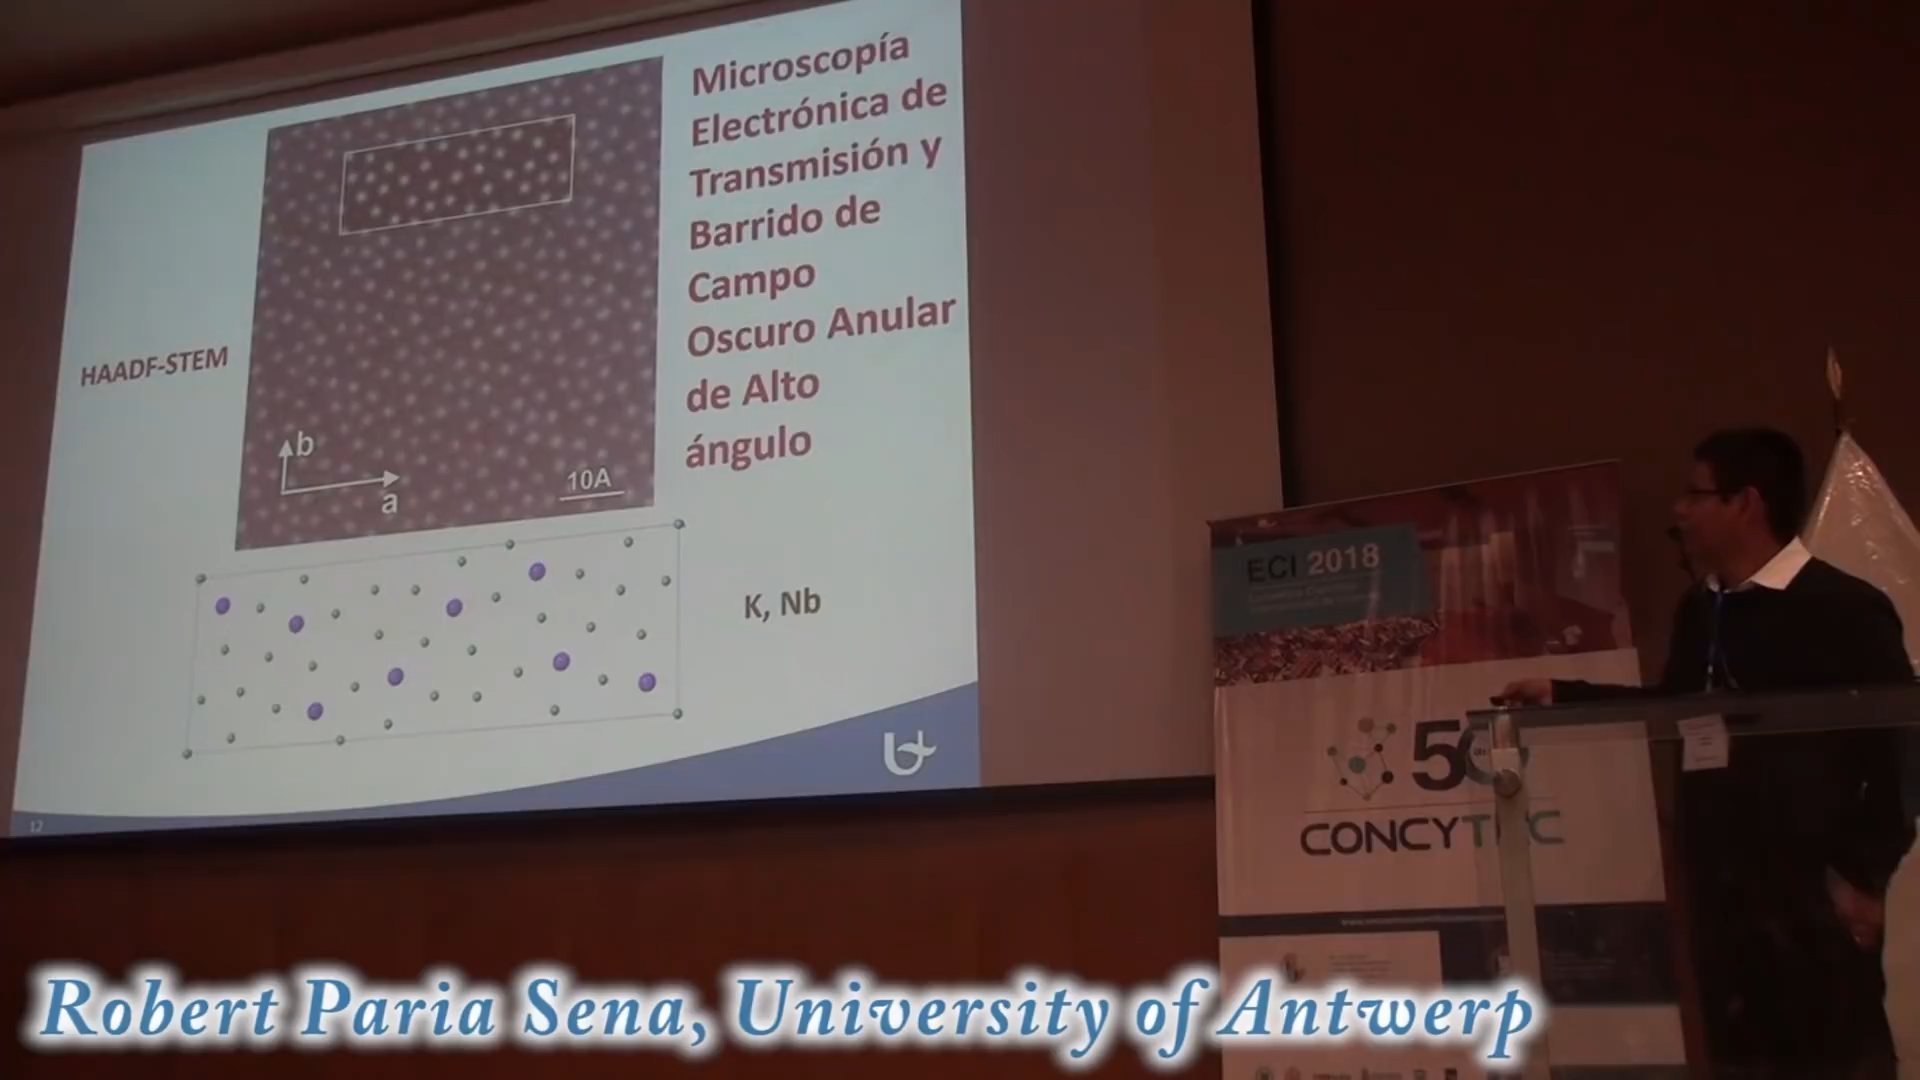 Microscopía
Electrónica de
Transmisión y
Barrido de
Campo
Oscuro Anular
de Alto
ángulo
HAADF-STEM
b
a
10A
K, Nb
12
ECI 2018
50
CONCYTEC
Robert Paria Sena, University of Antwerp